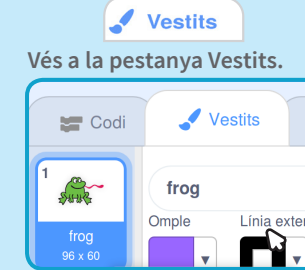 Vestits
Vés a la pestanya Vestits.
Codi
Vestits
1
frog
frog
96 x 60
Omple
Línia exter